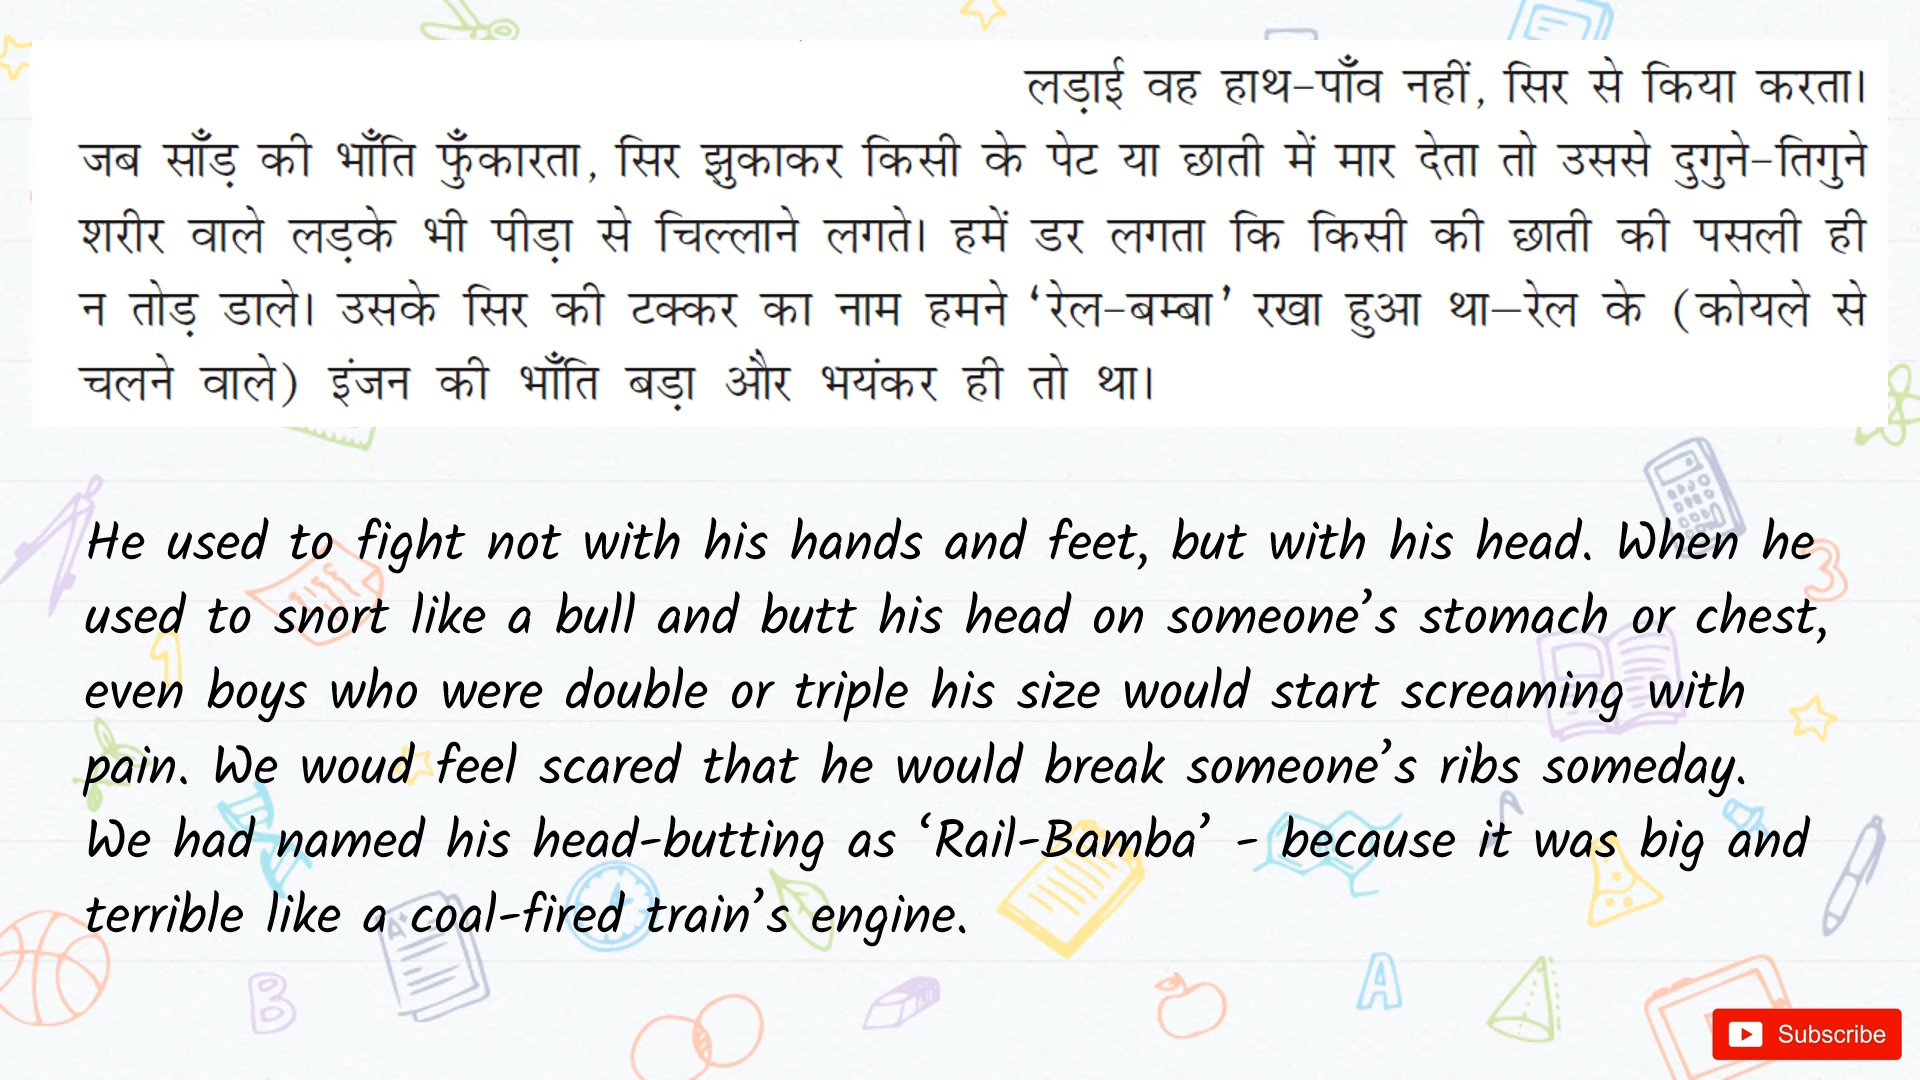 लड़ाई वह हाथ-पाँव नहीं, सिर से किया करता।
जब साँड़ की भाँति फुँकारता, सिर झुकाकर किसी के पेट या छाती में मार देता तो उससे दुगुने-तिगुने
शरीर वाले लड़के भी पीड़ा से चिल्लाने लगते। हमें डर लगता कि किसी की छाती की पसली ही
न तोड़ डाले। उसके सिर की टक्कर का नाम हमने ‘रेल-बम्बा’ रखा हुआ था—रेल के (कोयले से
चलने वाले) इंजन की भाँति बड़ा और भयंकर ही तो था।
He used to fight not with his hands and feet, but with his head. When he
used to snort like a bull and butt his head on someone’s stomach or chest,
even boys who were double or triple his size would start screaming with
pain. We woud feel scared that he would break someone’s ribs someday.
We had named his head-butting as ‘Rail-Bamba’ - because it was big and
terrible like a coal-fired train’s engine.
Subscribe